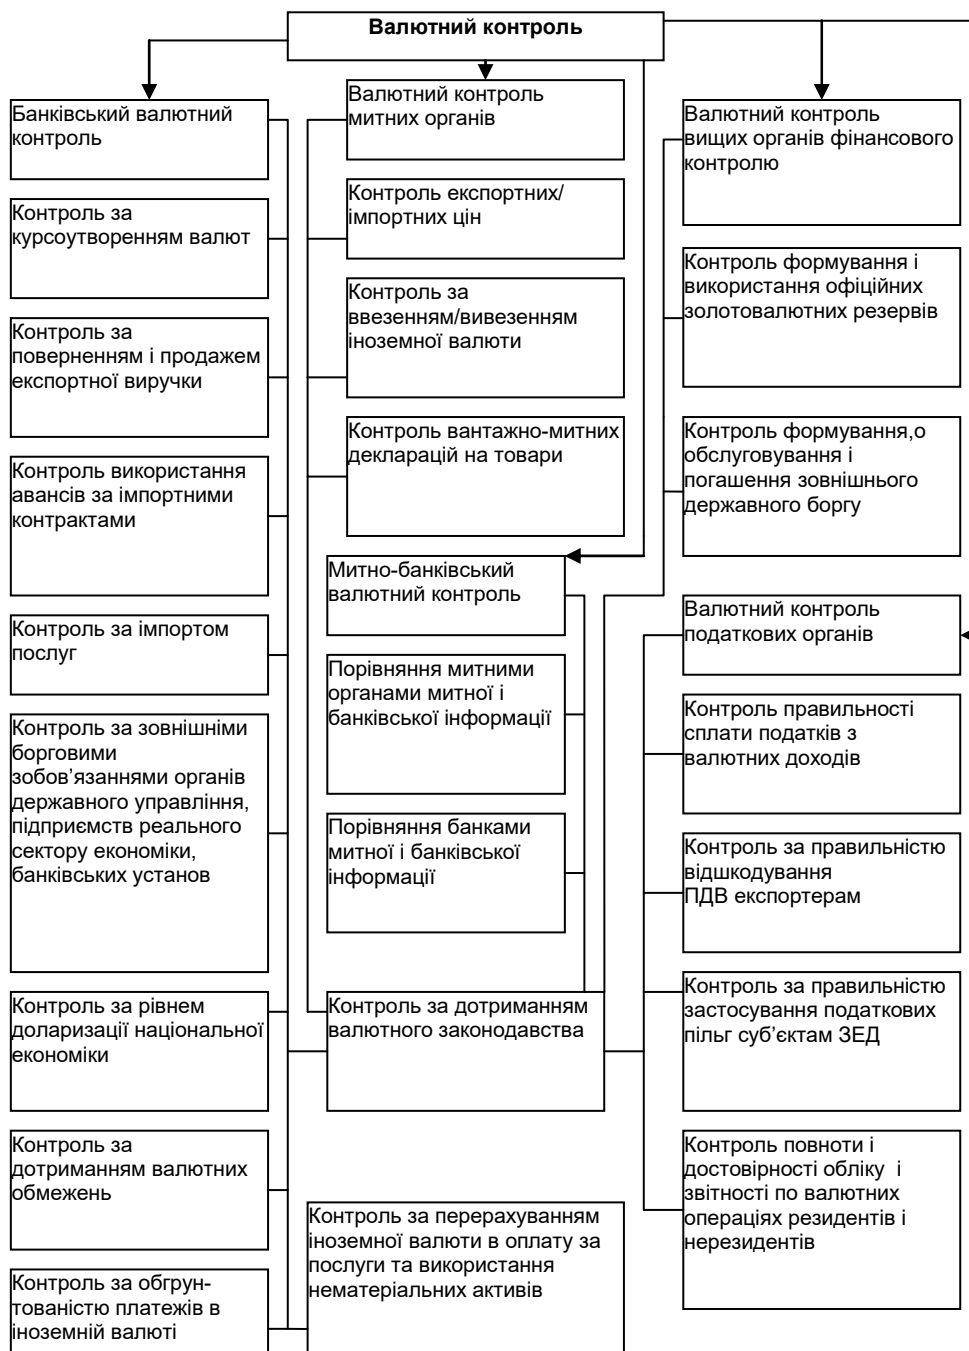 Валютний контроль
Банківський валютний
контроль
Контроль за
курсоутворенням валют
Контроль за
поверненням і продажем
експортної виручки
Контроль використання
авансів за імпортними
контрактами
Контроль за імпортом
послуг
Контроль за зовнішніми
борговими
зобов’язаннями органів
державного управління,
підприємств реального
сектору економіки,
банківських установ
Контроль за рівнем
доларизації національної
економіки
Контроль за
дотриманням валютних
обмежень
Контроль за обгрун-
тованістю платежів в
іноземній валюті
Валютний контроль
митних органів
Контроль експортних/
імпортних цін
Контроль за
ввезенням/вивезенням
іноземної валюти
Контроль вантажно-митних
декларацій на товари
Митно-банківський
валютний контроль
Порівняння митними
органами митної і
банківської інформації
Порівняння банками
митної і банківської
інформації
Контроль за дотриманням
валютного законодавства
Контроль за перерахуванням
іноземної валюти в оплату за
послуги та використання
нематеріальних активів
Валютний контроль
вищих органів фінансового
контролю
Контроль формування і
використання офіційних
золотовалютних резервів
Контроль формування,о
обслуговування і
погашення зовнішнього
державного боргу
Валютний контроль
податкових органів
Контроль правильності
сплати податків з
валютних доходів
Контроль за правильністю
відшкодування
ПДВ експортерам
Контроль за правильністю
застосування податкових
пільг суб’єктам ЗЕД
Контроль повноти і
достовірності обліку і
звітності по валютних
операціях резидентів і
нерезидентів